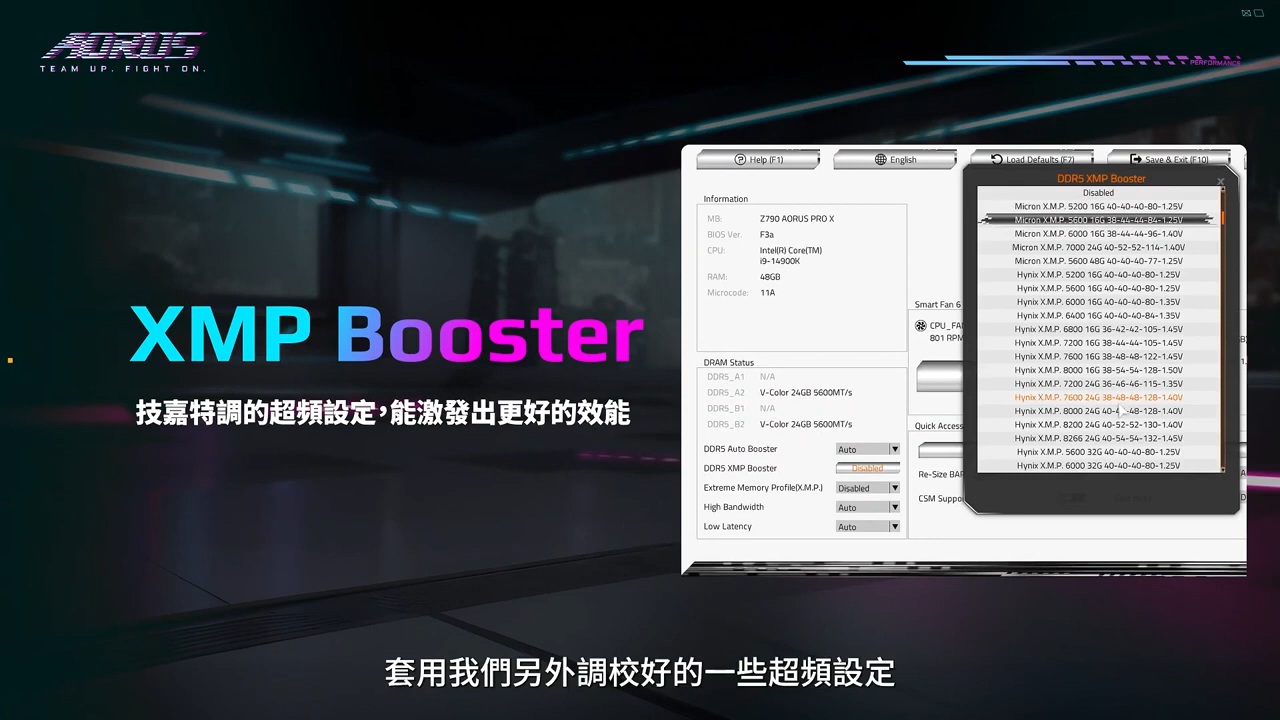 AORUS
TEAM UP. FIGHT ON.
PERFORMANCE
XMP Booster
技嘉特調的超頻設定，能激發出更好的效能
Help (F1)
English
Load Defaults (F7)
Save & Exit (F10)
Information
MB: Z790 AORUS PRO X
BIOS Ver. F3a
CPU: Intel(R) Core(TM)
i9-14900K
RAM: 48GB
Microcode: 11A
Smart Fan 6
CPU_FA
801 RPM
DRAM Status
DDR5_A1 N/A
DDR5_A2 V-Color 24GB 5600MT/s
DDR5_B1 N/A
DDR5_B2 V-Color 24GB 5600MT/s
DDR5 Auto Booster Auto
DDR5 XMP Booster Disabled
Extreme Memory Profile(X.M.P.) Disabled
High Bandwidth Auto
Low Latency Auto
Quick Access
Re-Size BAR
CSM Suppo
DDR5 XMP Booster
Disabled
Micron X.M.P. 5200 16G 40-40-40-80-1.25V
Micron X.M.P. 5600 16G 38-44-44-84-1.25V
Micron X.M.P. 6000 16G 38-44-44-96-1.40V
Micron X.M.P. 7000 24G 40-52-52-114-1.40V
Micron X.M.P. 5600 48G 40-40-40-77-1.25V
Hynix X.M.P. 5200 16G 40-40-40-80-1.25V
Hynix X.M.P. 5600 16G 40-40-40-80-1.25V
Hynix X.M.P. 6000 16G 40-40-40-80-1.35V
Hynix X.M.P. 6400 16G 40-40-40-84-1.35V
Hynix X.M.P. 6800 16G 36-42-42-105-1.45V
Hynix X.M.P. 7200 16G 38-44-44-105-1.45V
Hynix X.M.P. 7600 16G 38-48-48-122-1.45V
Hynix X.M.P. 8000 16G 38-54-54-128-1.50V
Hynix X.M.P. 7200 24G 36-46-46-115-1.35V
Hynix X.M.P. 7600 24G 38-48-48-128-1.40V
Hynix X.M.P. 8000 24G 40-48-48-128-1.40V
Hynix X.M.P. 8200 24G 40-52-52-130-1.40V
Hynix X.M.P. 8266 24G 40-54-54-132-1.45V
Hynix X.M.P. 5600 32G 40-40-40-80-1.25V
Hynix X.M.P. 6000 32G 40-40-40-80-1.25V
套用我們另外調校好的一些超頻設定